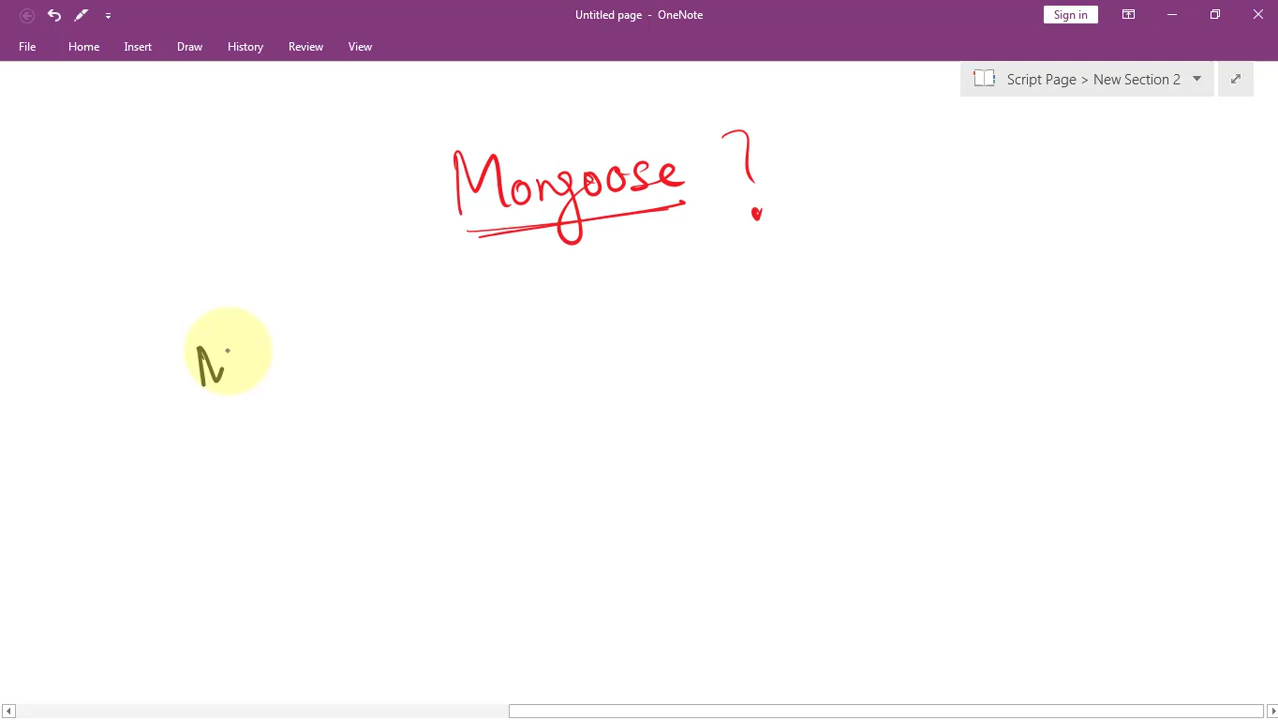 Untitled page - OneNote
Sign in
File Home Insert Draw History Review View
Script Page > New Section 2
Mongoose ?
N